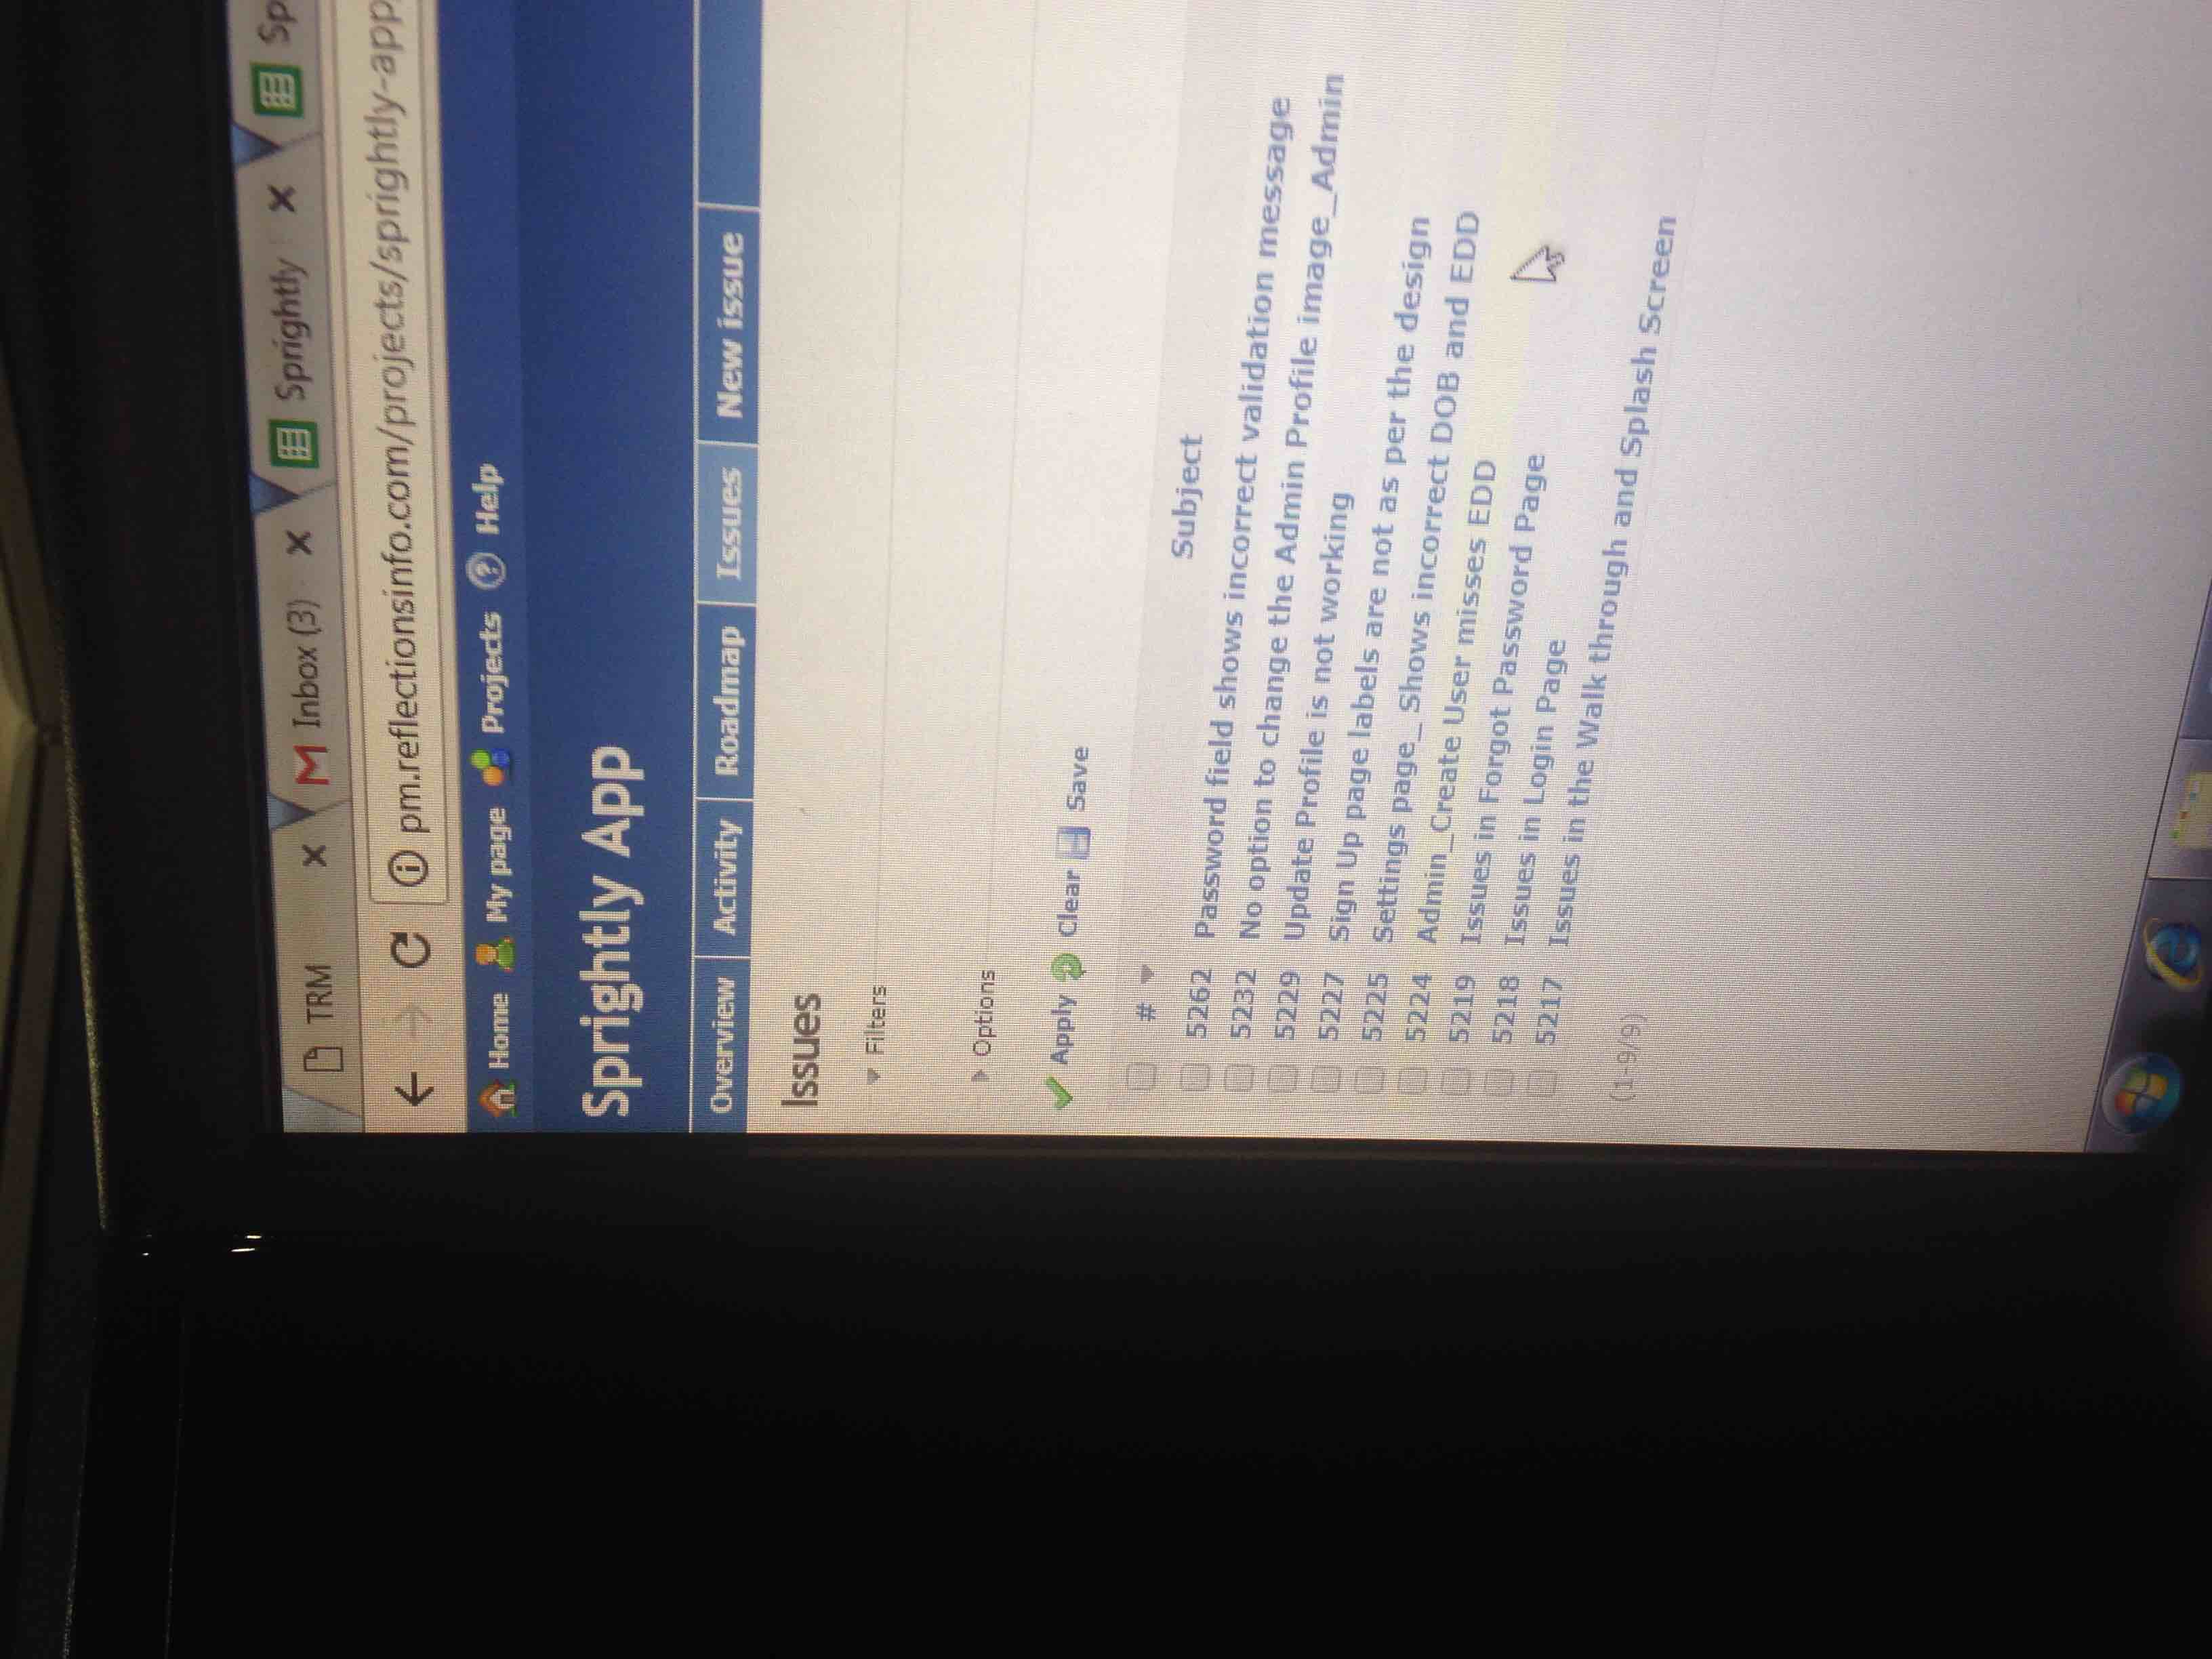 TRM Inbox (3) Sprightly Sp
pm.reflectionsinfo.com/projects/sprightly-app
Home My page Projects Help
Sprightly App
Overview Activity Roadmap Issues New issue
Issues
Filters
Options
Apply Clear Save
# Subject
5262 Password field shows incorrect validation message
5232 No option to change the Admin Profile image_Admin
5229 Update Profile is not working
5227 Sign Up page labels are not as per the design
5225 Settings page_ Shows incorrect DOB and EDD
5224 Admin_Create User misses EDD
5219 Issues in Forgot Password Page
5218 Issues in Login Page
5217 Issues in the Walk through and Splash Screen
(1-9/9)